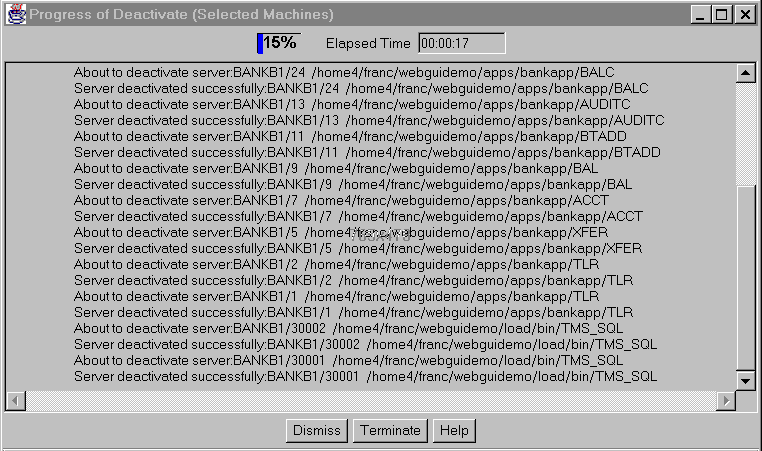 Progress of Deactivate (Selected Machines)
15% Elapsed Time 00:00:17
About to deactivate server:BANKB1/24 /home4/franc/webguidemo/apps/bankapp/BALC
Server deactivated successfully:BANKB1/24 /home4/franc/webguidemo/apps/bankapp/BALC
About to deactivate server:BANKB1/13 /home4/franc/webguidemo/apps/bankapp/AUDITC
Server deactivated successfully:BANKB1/13 /home4/franc/webguidemo/apps/bankapp/AUDITC
About to deactivate server:BANKB1/11 /home4/franc/webguidemo/apps/bankapp/BTADD
Server deactivated successfully:BANKB1/11 /home4/franc/webguidemo/apps/bankapp/BTADD
About to deactivate server:BANKB1/9 /home4/franc/webguidemo/apps/bankapp/BAL
Server deactivated successfully:BANKB1/9 /home4/franc/webguidemo/apps/bankapp/BAL
About to deactivate server:BANKB1/7 /home4/franc/webguidemo/apps/bankapp/ACCT
Server deactivated successfully:BANKB1/7 /home4/franc/webguidemo/apps/bankapp/ACCT
About to deactivate server:BANKB1/5 /home4/franc/webguidemo/apps/bankapp/XFER
Server deactivated successfully:BANKB1/5 /home4/franc/webguidemo/apps/bankapp/XFER
About to deactivate server:BANKB1/2 /home4/franc/webguidemo/apps/bankapp/TLR
Server deactivated successfully:BANKB1/2 /home4/franc/webguidemo/apps/bankapp/TLR
About to deactivate server:BANKB1/1 /home4/franc/webguidemo/apps/bankapp/TLR
Server deactivated successfully:BANKB1/1 /home4/franc/webguidemo/apps/bankapp/TLR
About to deactivate server:BANKB1/30002 /home4/franc/webguidemo/load/bin/TMS_SQL
Server deactivated successfully:BANKB1/30002 /home4/franc/webguidemo/load/bin/TMS_SQL
About to deactivate server:BANKB1/30001 /home4/franc/webguidemo/load/bin/TMS_SQL
Server deactivated successfully:BANKB1/30001 /home4/franc/webguidemo/load/bin/TMS_SQL
Dismiss Terminate Help